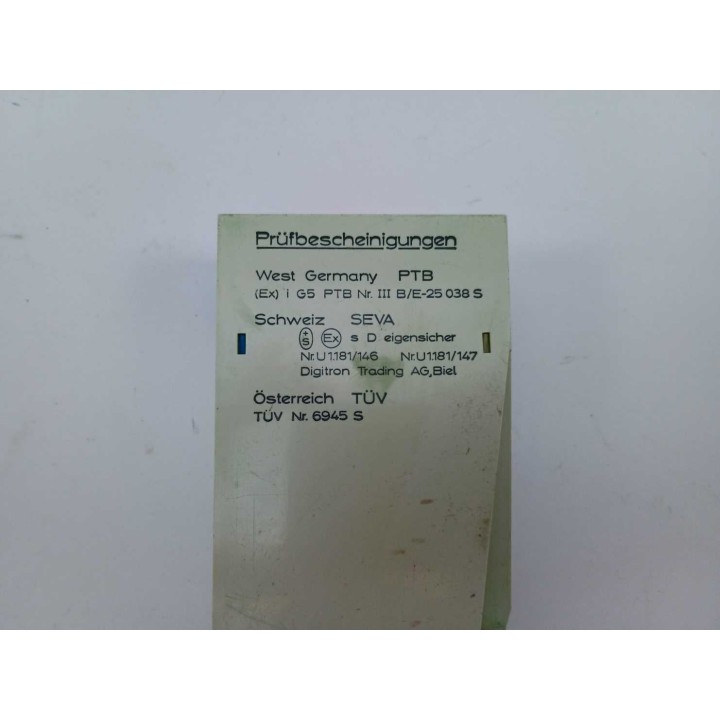 Prüfbescheinigungen
West Germany PTB
(Ex) i G5 PTB Nr. III B/E-25 038 S
Schweiz SEVA
+S Ex s D eigensicher
Nr.U1.181/146 Nr.U1.181/147
Digitron Trading AG,Biel
Österreich TÜV
TÜV Nr. 6945 S